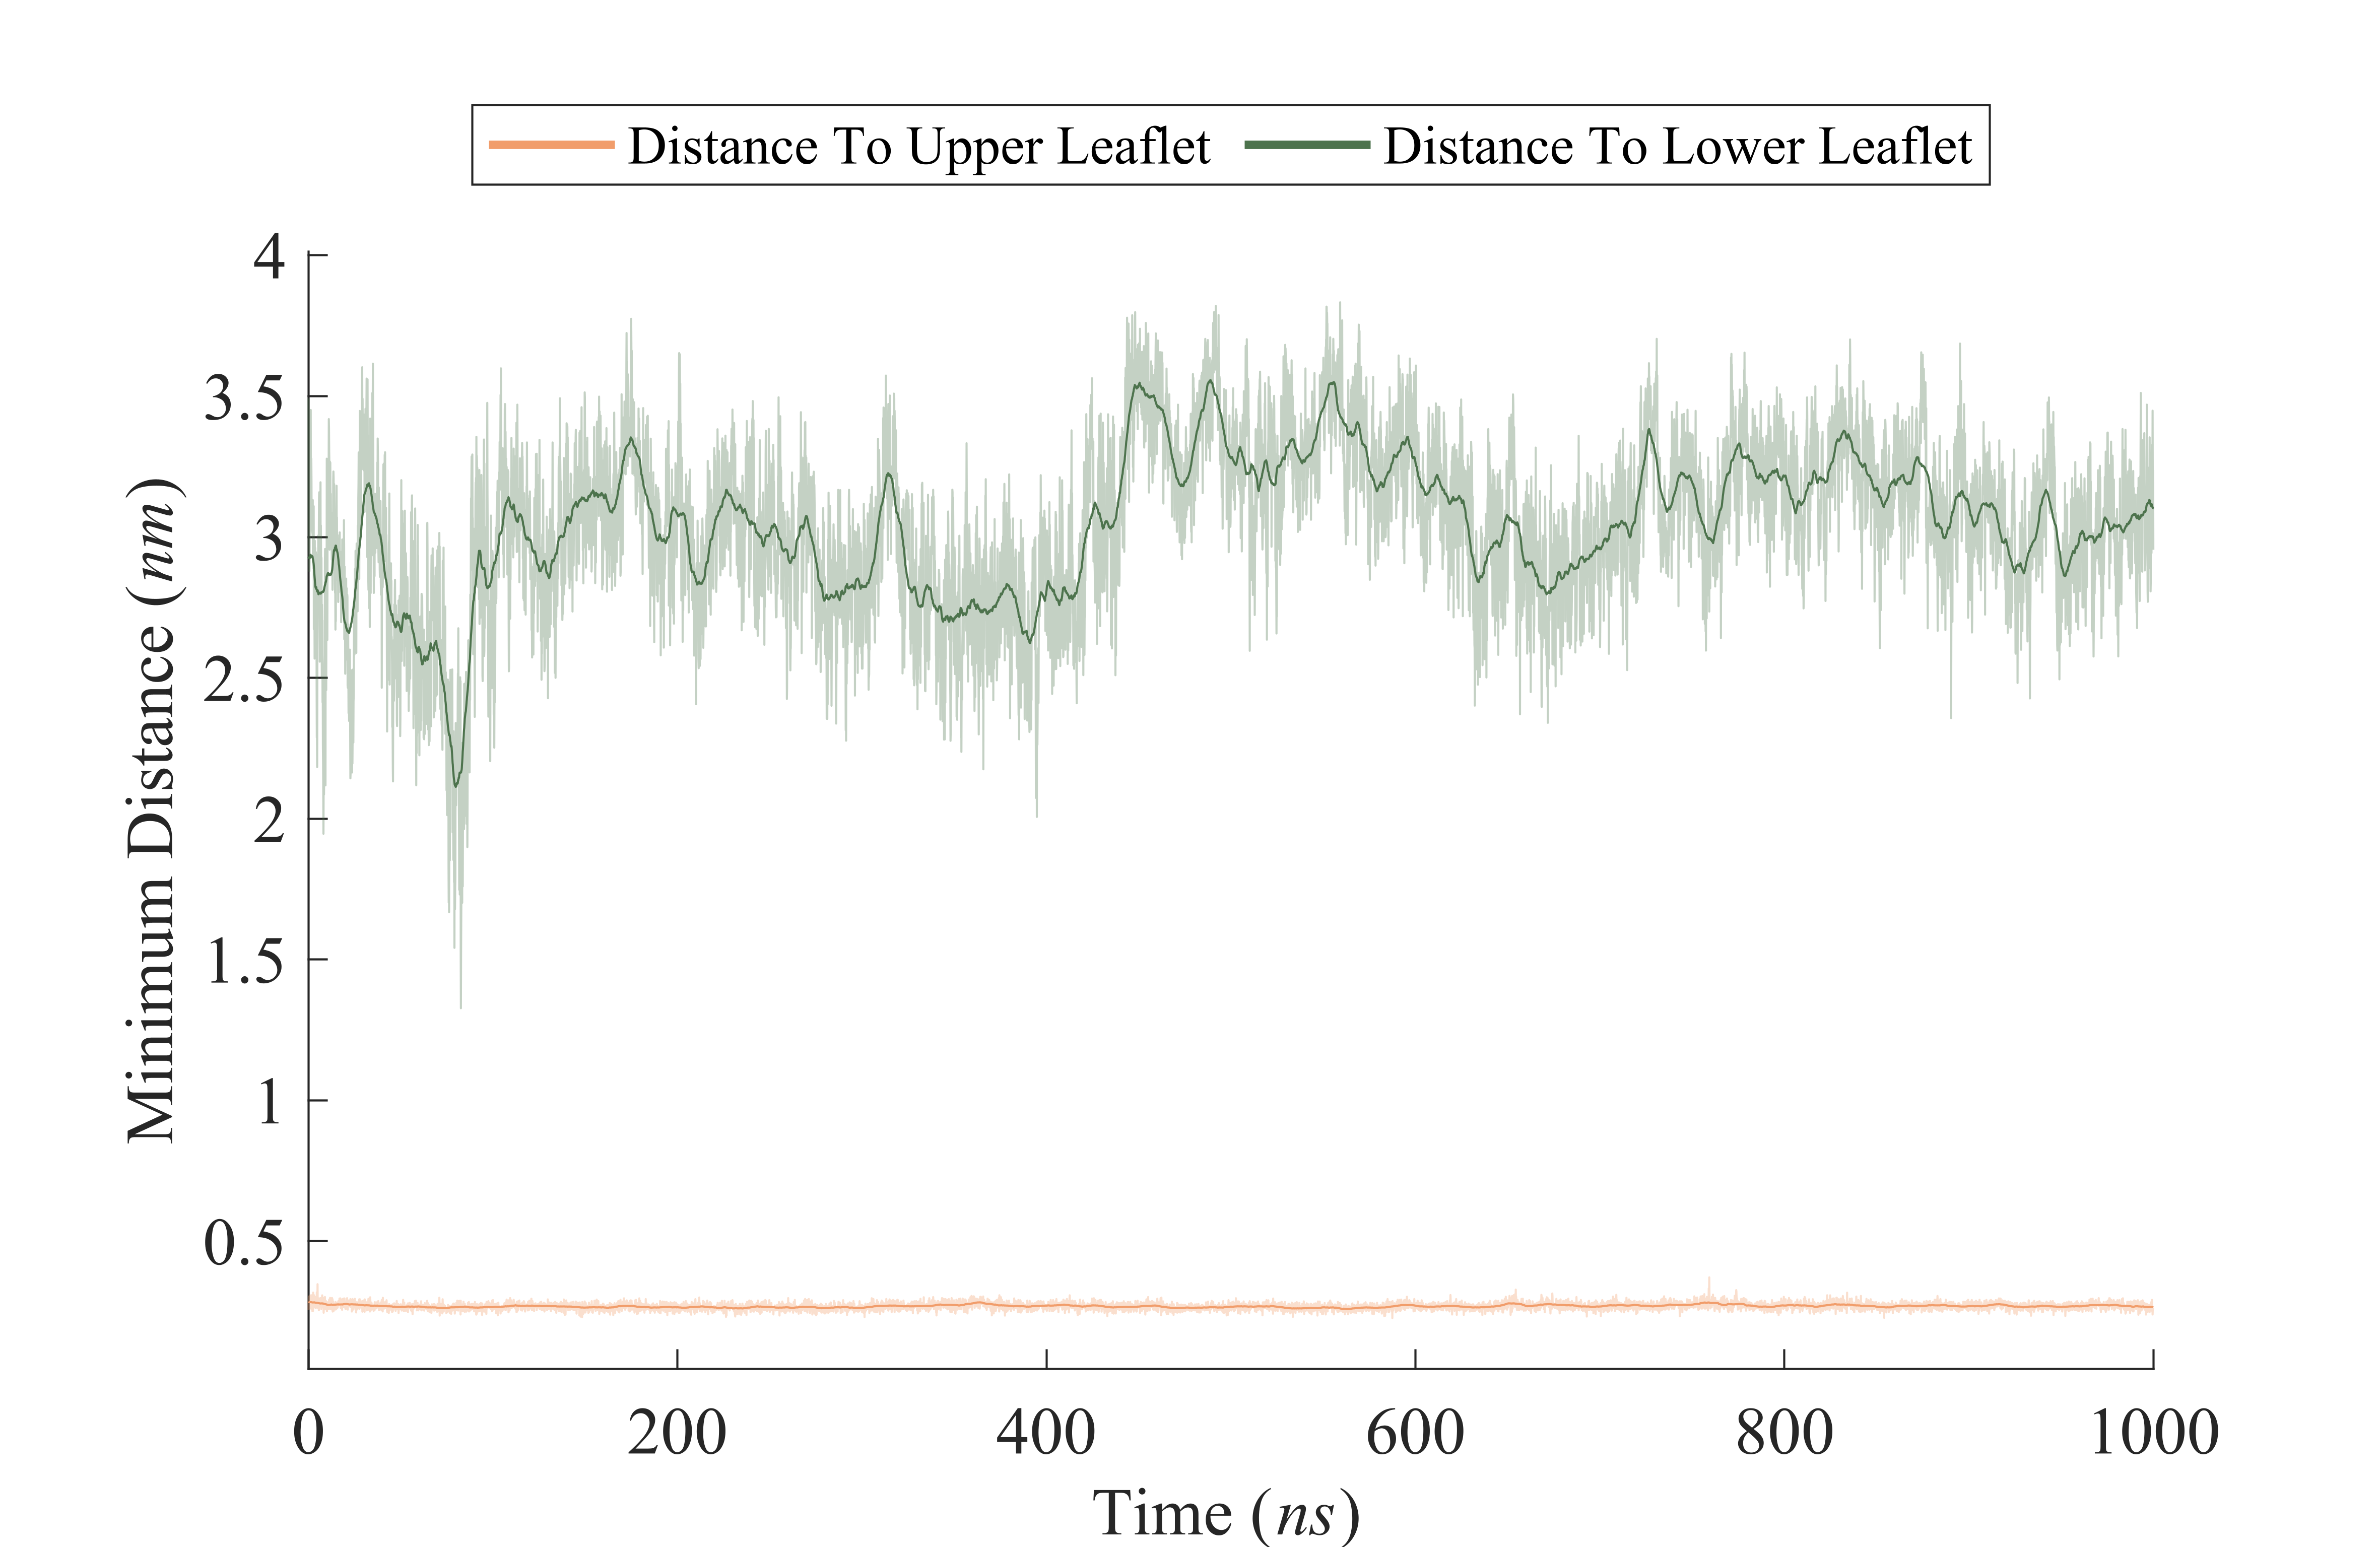 Distance To Upper Leaflet Distance To Lower Leaflet
4
3.5
3
2.5
2
1.5
1
0.5
Minimum Distance (nm)
0 200 400 600 800 1000
Time (ns)